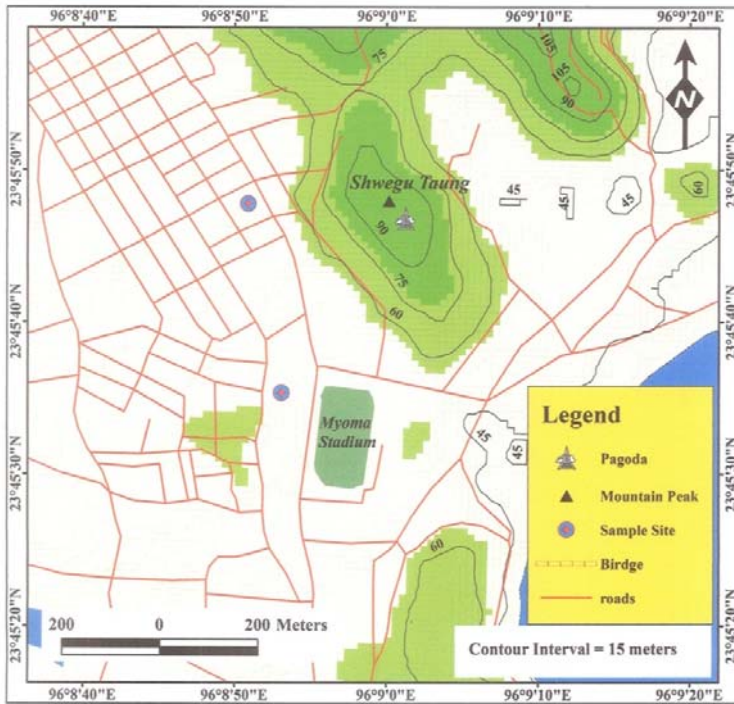 96°8'40"E 96°8'50"E 96°9'0"E 96°9'10"E 96°9'20"E
23°45'50"N
23°45'40"N
23°45'30"N
23°45'20"N
75
105
105
90
N
Shwegu Taung
90
75
60
45
45
45
60
23°45'50"N
23°45'40"N
23°45'30"N
23°45'20"N
Myoma
Stadium
45
45
60
Legend
Pagoda
Mountain Peak
Sample Site
Birdge
roads
200 0 200 Meters
Contour Interval = 15 meters
96°8'40"E 96°8'50"E 96°9'0"E 96°9'10"E 96°9'20"E